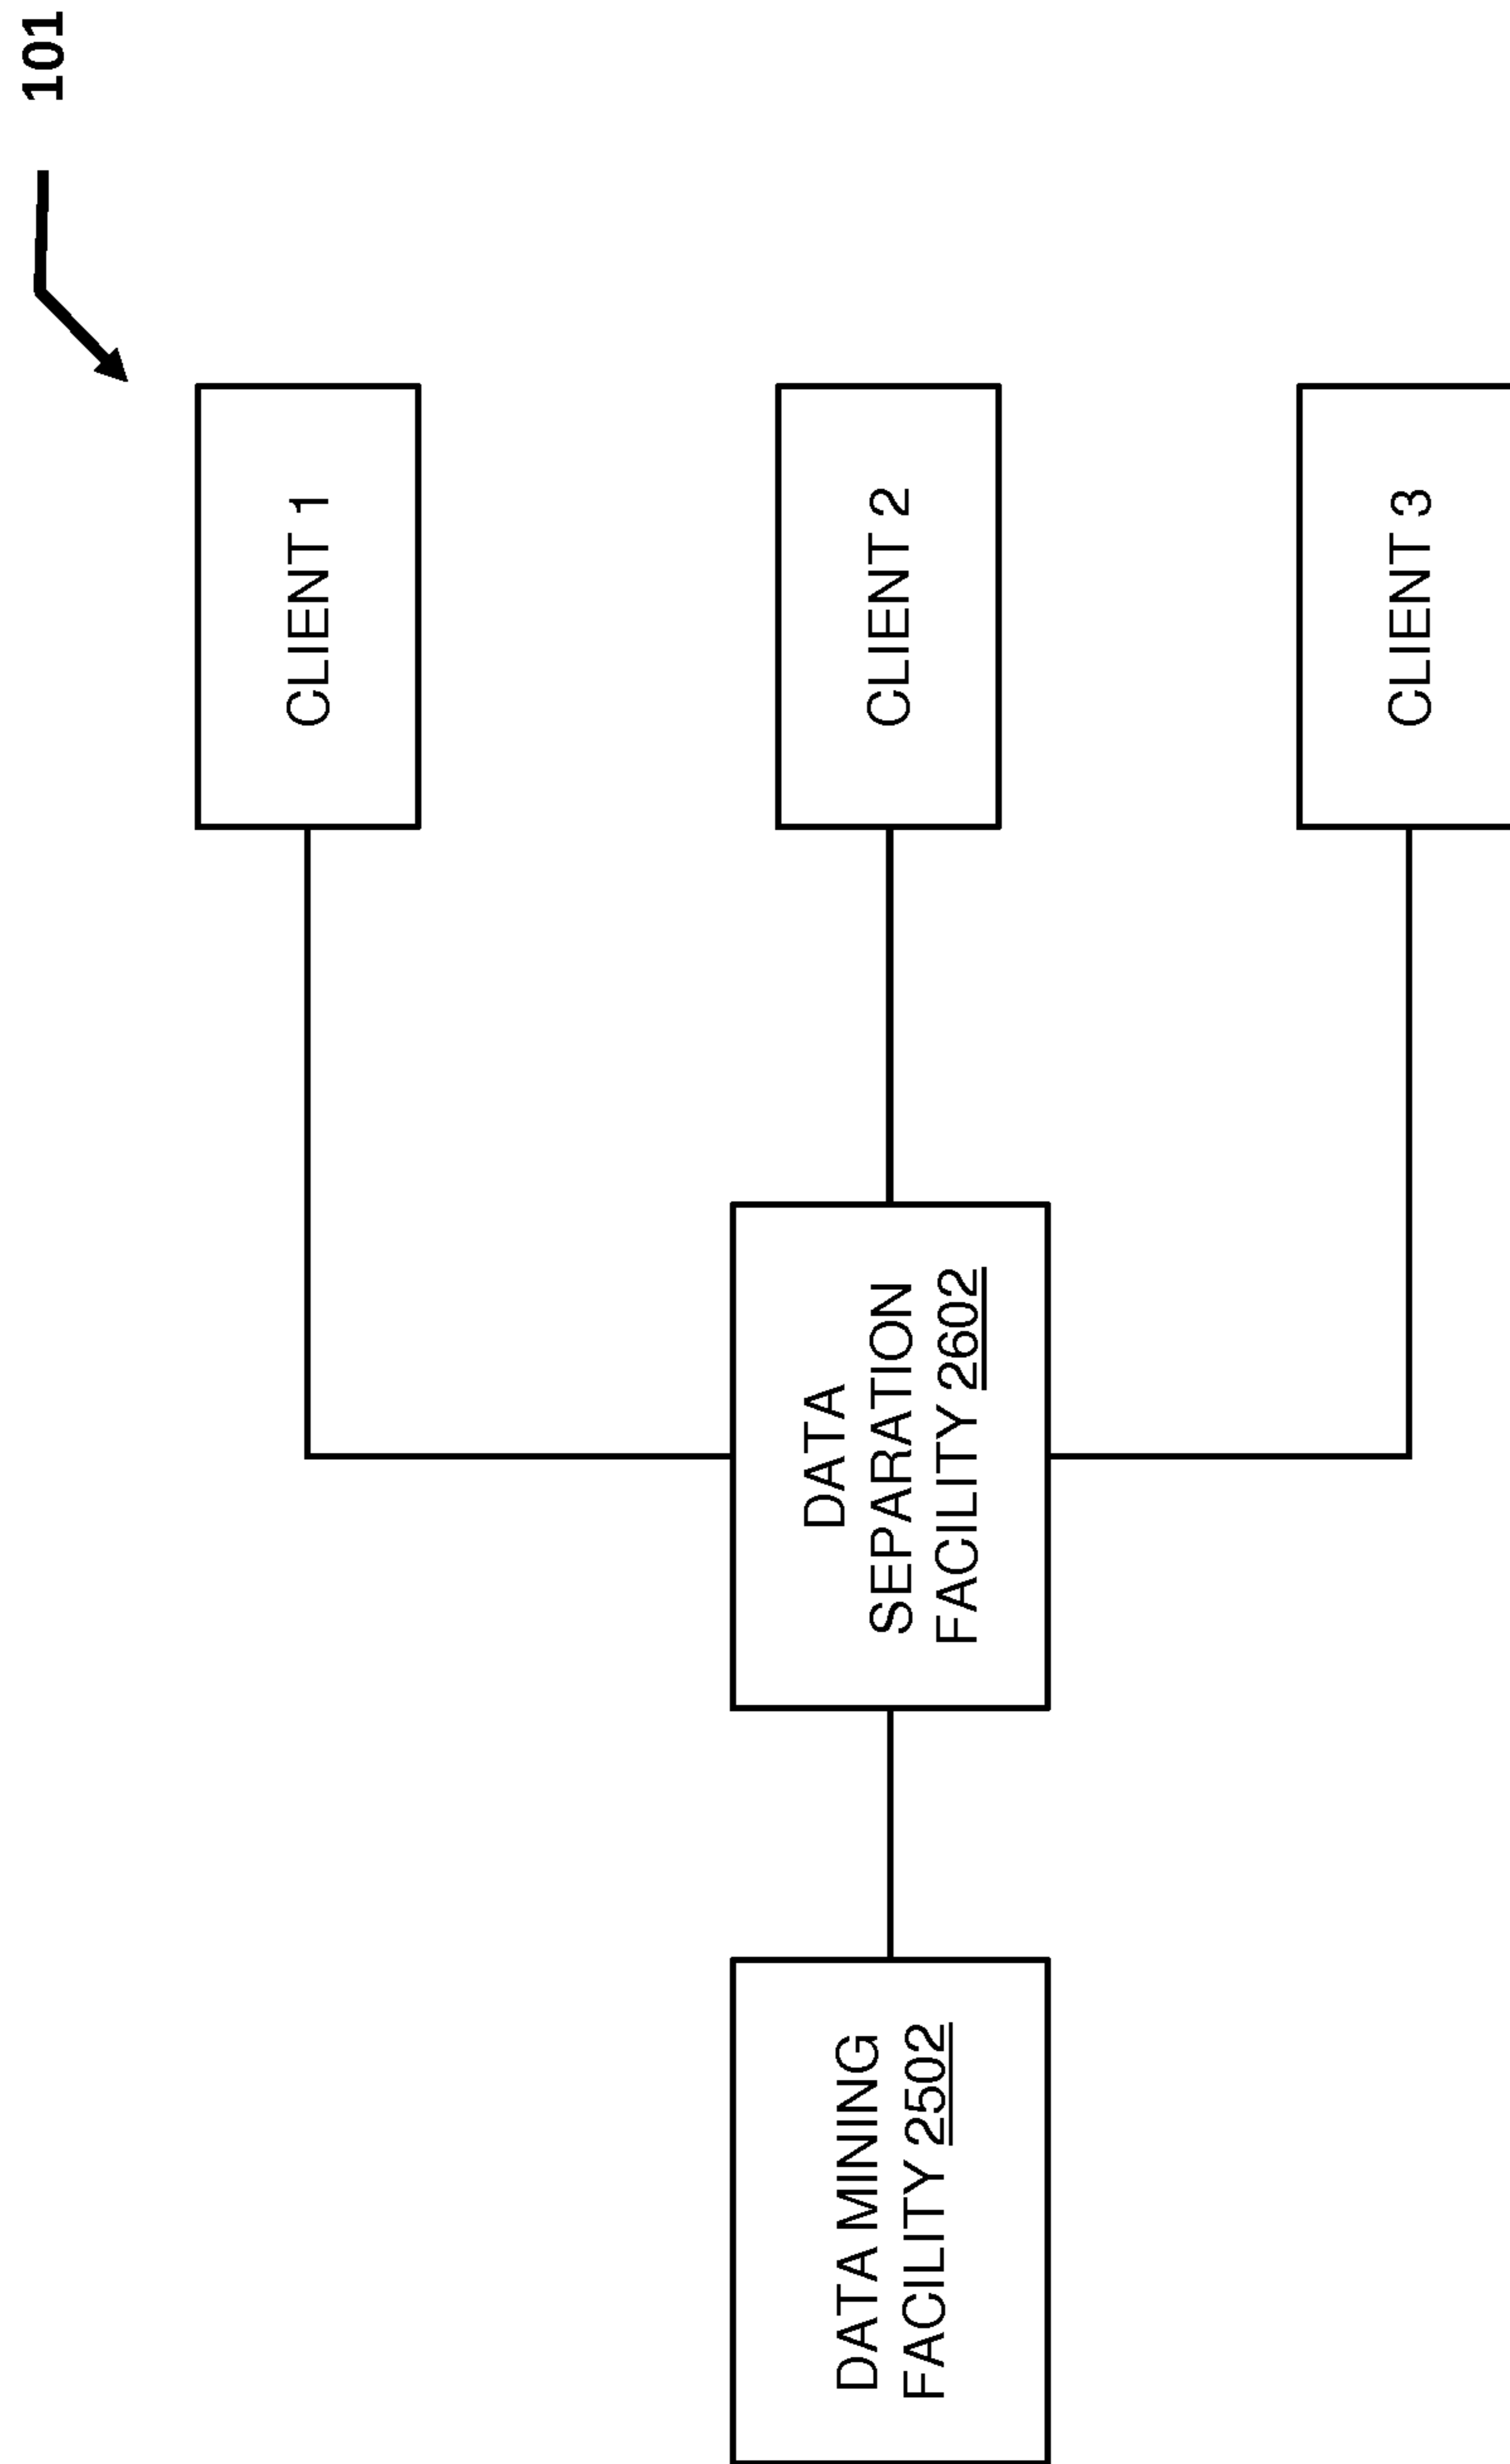 101
CLIENT 1
CLIENT 2
CLIENT 3
DATA
SEPARATION
FACILITY 2602
DATA MINING
FACILITY 2502